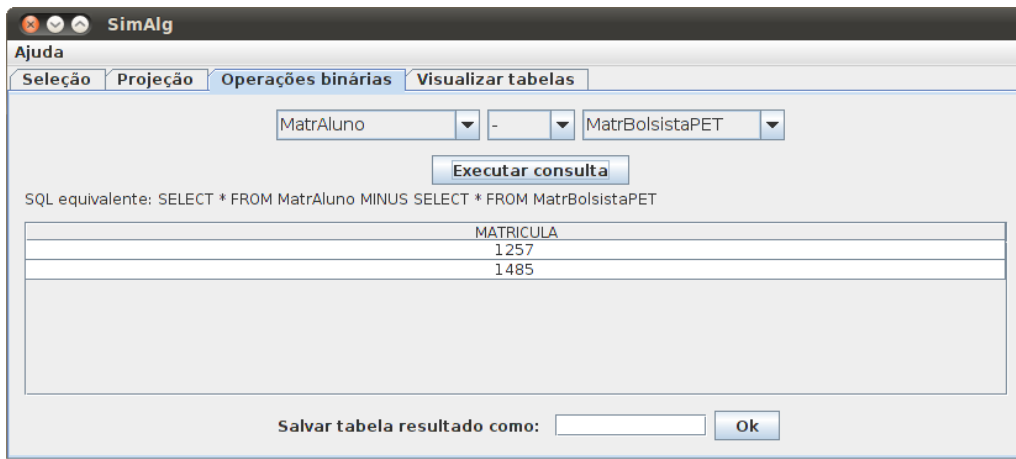 SimAlg
Ajuda
Seleção Projeção Operações binárias Visualizar tabelas
MatrAluno - MatrBolsistaPET
Executar consulta
SQL equivalente: SELECT * FROM MatrAluno MINUS SELECT * FROM MatrBolsistaPET
MATRICULA
1257
1485
Salvar tabela resultado como: Ok